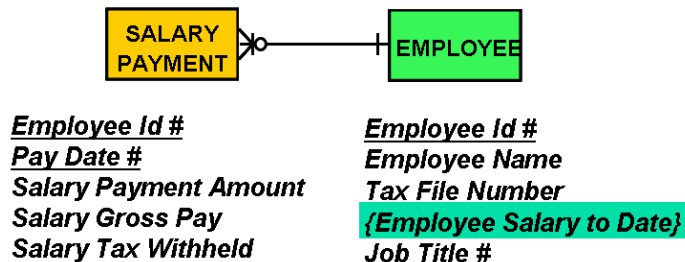 SALARY
PAYMENT
EMPLOYEE
Employee Id #
Pay Date #
Salary Payment Amount
Salary Gross Pay
Salary Tax Withheld
Employee Id #
Employee Name
Tax File Number
{Employee Salary to Date}
Job Title #